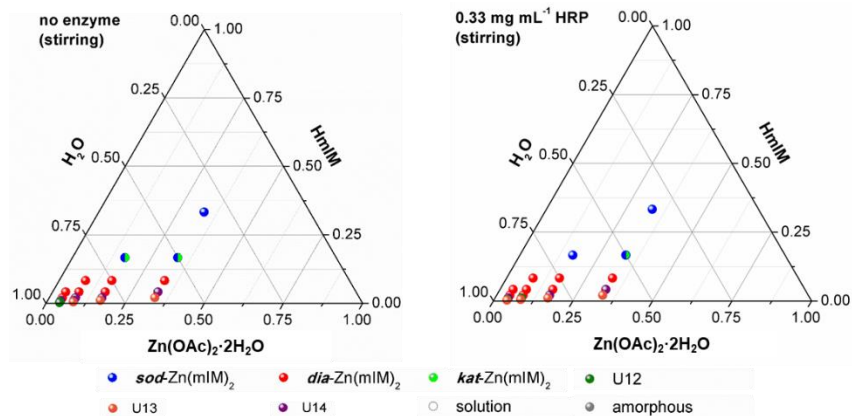 no enzyme
(stirring)
0.00
1.00
0.25
0.75
H₂O
HmIM
0.50
0.50
0.75
0.25
1.00
0.00
0.00
0.25
0.50
0.75
1.00
Zn(OAc)₂·2H₂O
0.33 mg mL⁻¹ HRP
(stirring)
0.00
1.00
0.25
0.75
H₂O
HmIM
0.50
0.50
0.75
0.25
1.00
0.00
0.00
0.25
0.50
0.75
1.00
Zn(OAc)₂·2H₂O
sod-Zn(mIM)₂ dia-Zn(mIM)₂ kat-Zn(mIM)₂ U12
U13 U14 solution amorphous